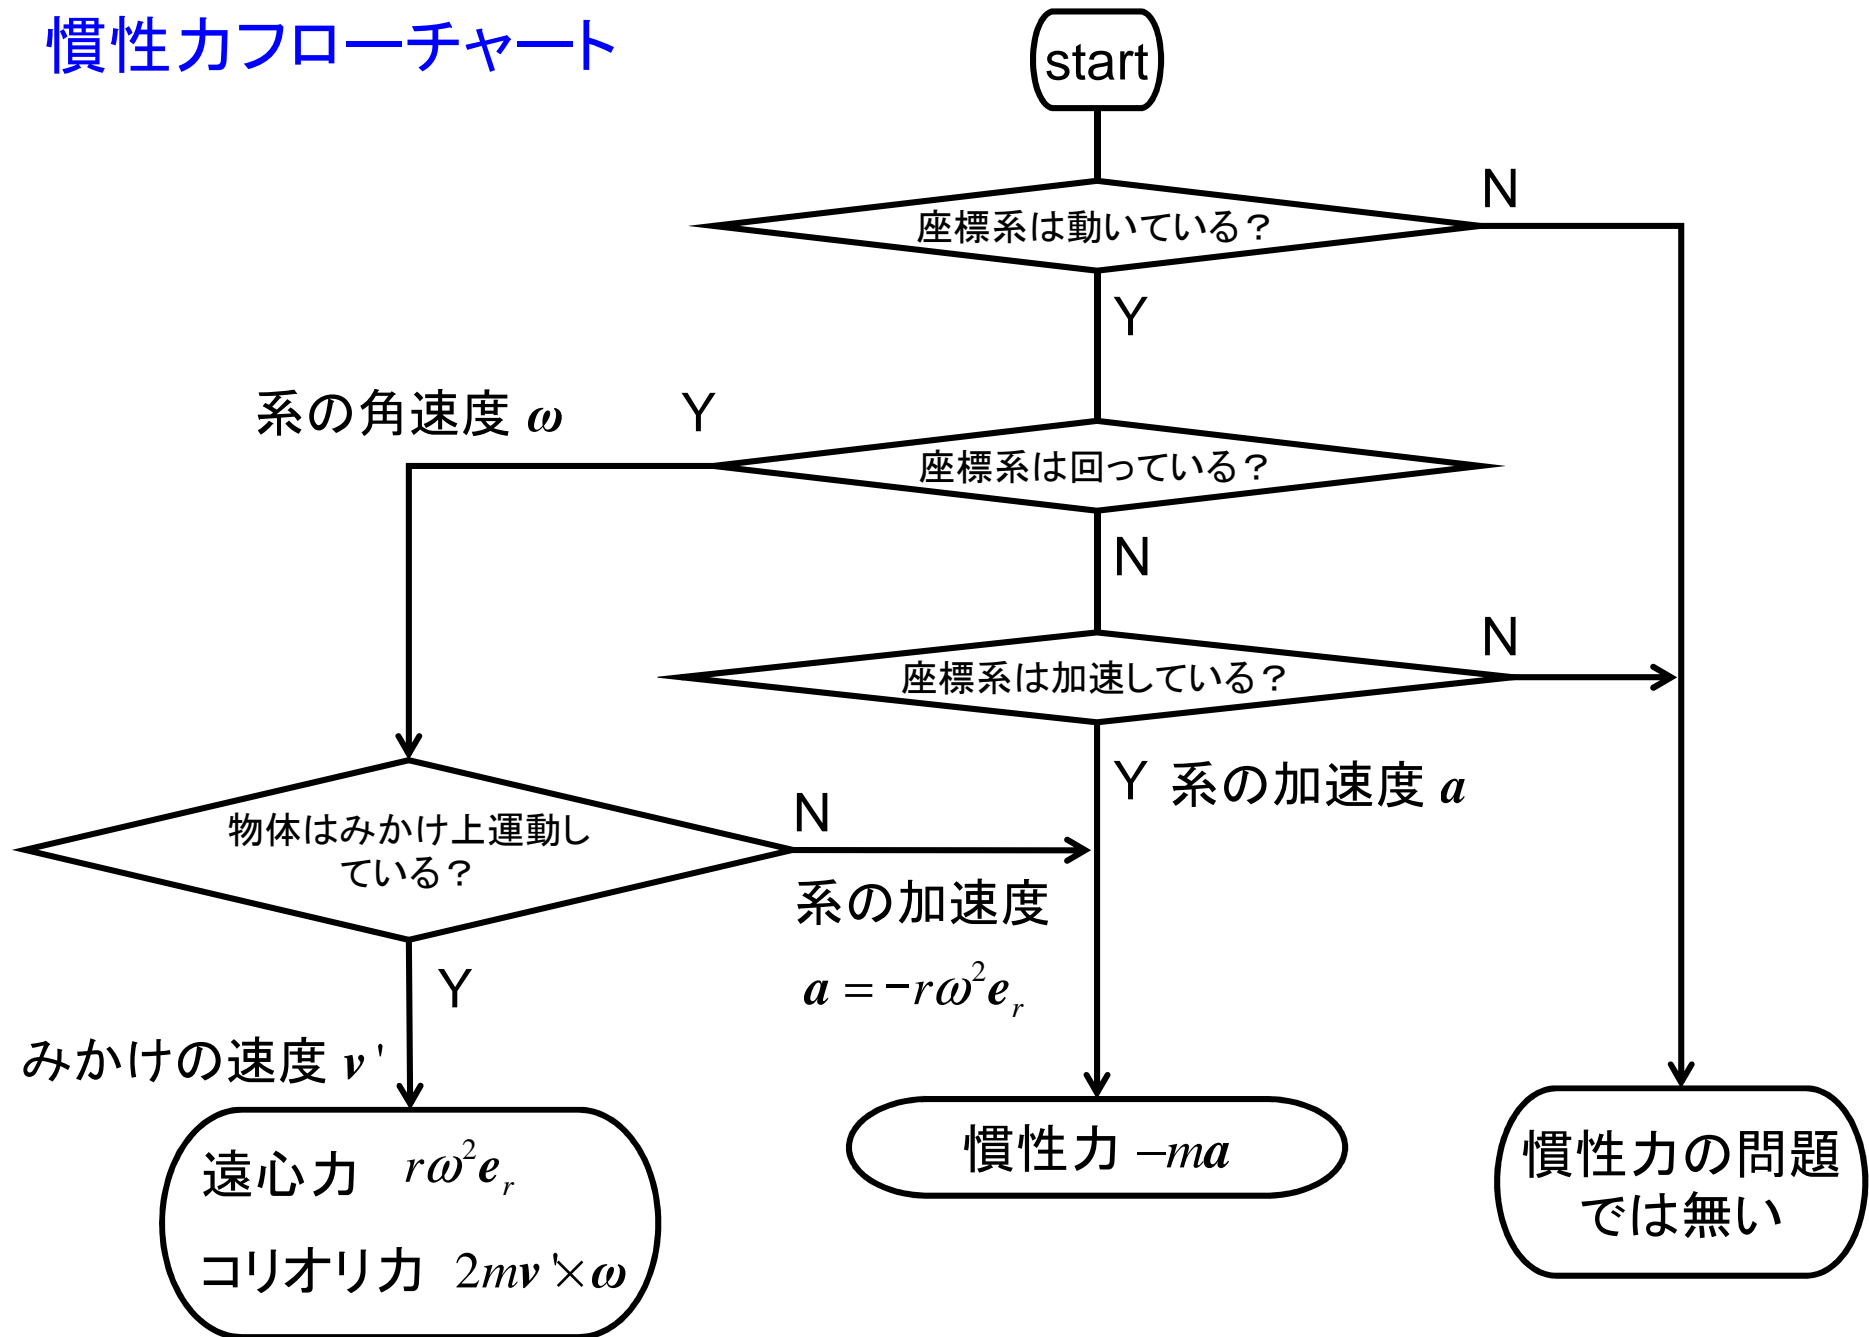 慣性力フローチャート
start
座標系は動いている？
N
Y
系の角速度 ω
Y
座標系は回っている？
N
座標系は加速している？
N
Y 系の加速度 a
物体はみかけ上運動し
ている？
N
系の加速度
a = −rω²e_r
Y
みかけの速度 v'
遠心力 rω²e_r
コリオリ力 2mv'×ω
慣性力 −ma
慣性力の問題
では無い